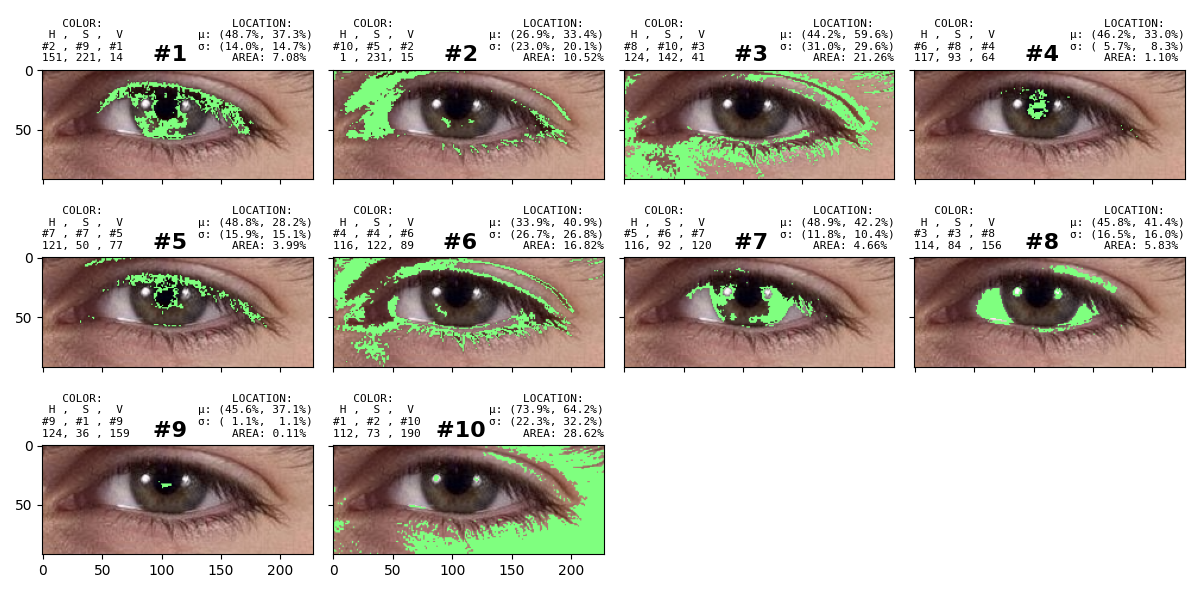 COLOR: LOCATION:
H , S , V μ: (48.7%, 37.3%)
#2 , #9 , #1 σ: (14.0%, 14.7%)
151, 221, 14 #1 AREA: 7.08%
COLOR: LOCATION:
H , S , V μ: (26.9%, 33.4%)
#10, #5 , #2 σ: (23.0%, 20.1%)
1 , 231, 15 #2 AREA: 10.52%
COLOR: LOCATION:
H , S , V μ: (44.2%, 59.6%)
#8 , #10, #3 σ: (31.0%, 29.6%)
124, 142, 41 #3 AREA: 21.26%
COLOR: LOCATION:
H , S , V μ: (46.2%, 33.0%)
#6 , #8 , #4 σ: ( 5.7%, 8.3%)
117, 93 , 64 #4 AREA: 1.10%
0
50
COLOR: LOCATION:
H , S , V μ: (48.8%, 28.2%)
#7 , #7 , #5 σ: (15.9%, 15.1%)
121, 50 , 77 #5 AREA: 3.99%
COLOR: LOCATION:
H , S , V μ: (33.9%, 40.9%)
#4 , #4 , #6 σ: (26.7%, 26.8%)
116, 122, 89 #6 AREA: 16.82%
COLOR: LOCATION:
H , S , V μ: (48.9%, 42.2%)
#5 , #6 , #7 σ: (11.8%, 10.4%)
116, 92 , 120 #7 AREA: 4.66%
COLOR: LOCATION:
H , S , V μ: (45.8%, 41.4%)
#3 , #3 , #8 σ: (16.5%, 16.0%)
114, 84 , 156 #8 AREA: 5.83%
0
50
COLOR: LOCATION:
H , S , V μ: (45.6%, 37.1%)
#9 , #1 , #9 σ: ( 1.1%, 1.1%)
124, 36 , 159 #9 AREA: 0.11%
COLOR: LOCATION:
H , S , V μ: (73.9%, 64.2%)
#1 , #2 , #10 σ: (22.3%, 32.2%)
112, 73 , 190 #10 AREA: 28.62%
0
50
0 50 100 150 200
0 50 100 150 200